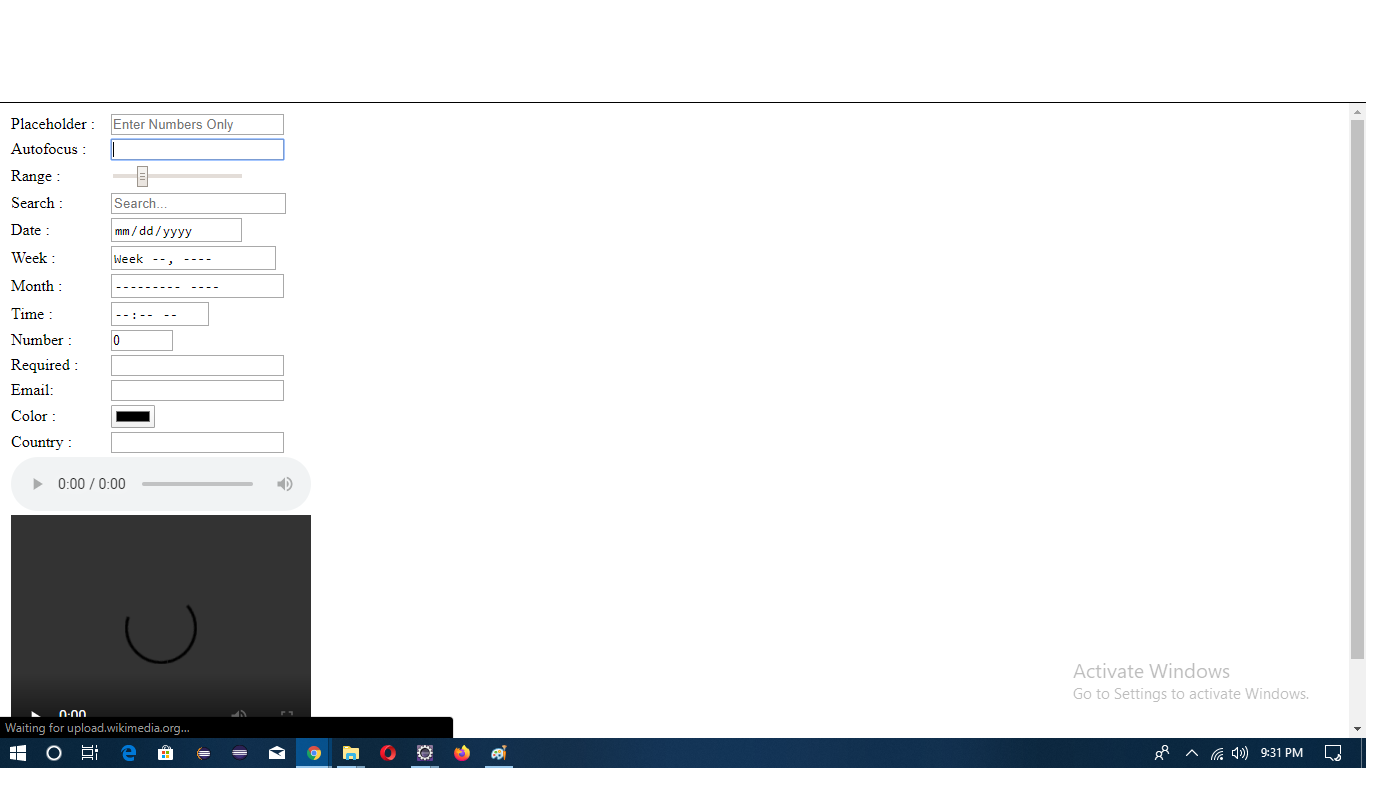 Placeholder : Enter Numbers Only
Autofocus :
Range :
Search : Search...
Date : mm/dd/yyyy
Week : Week --, ----
Month : --------- ----
Time : --:-- --
Number : 0
Required :
Email:
Color :
Country :
0:00 / 0:00
0:00
Activate Windows
Go to Settings to activate Windows.
Waiting for upload.wikimedia.org...
9:31 PM